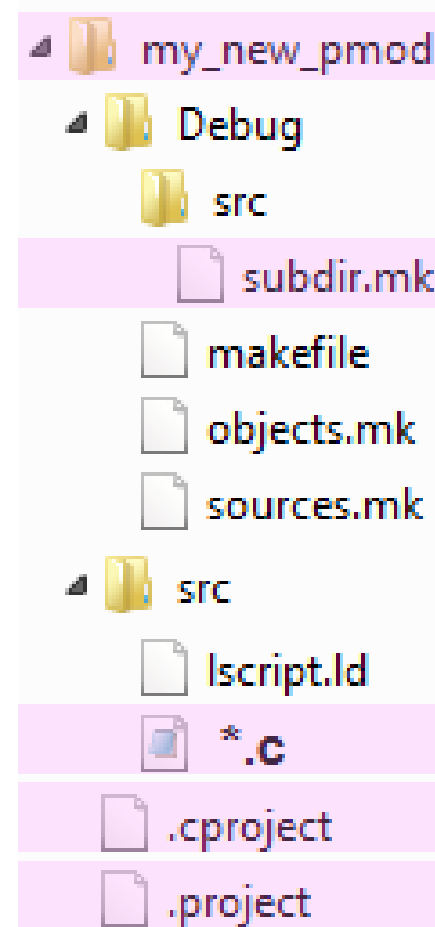 my_new_pmod
Debug
src
subdir.mk
makefile
objects.mk
sources.mk
src
lscript.ld
*.c
.cproject
.project